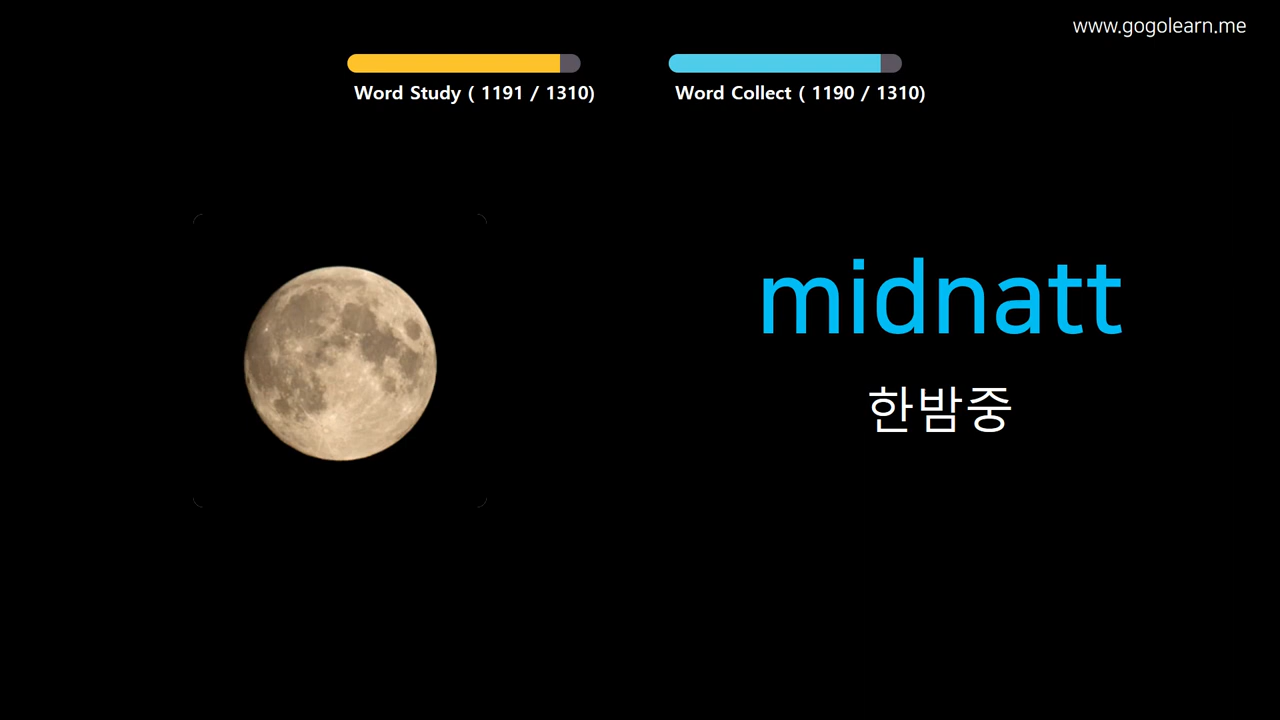 www.gogolearn.me
Word Study ( 1191 / 1310)
Word Collect ( 1190 / 1310)
midnatt
한밤중